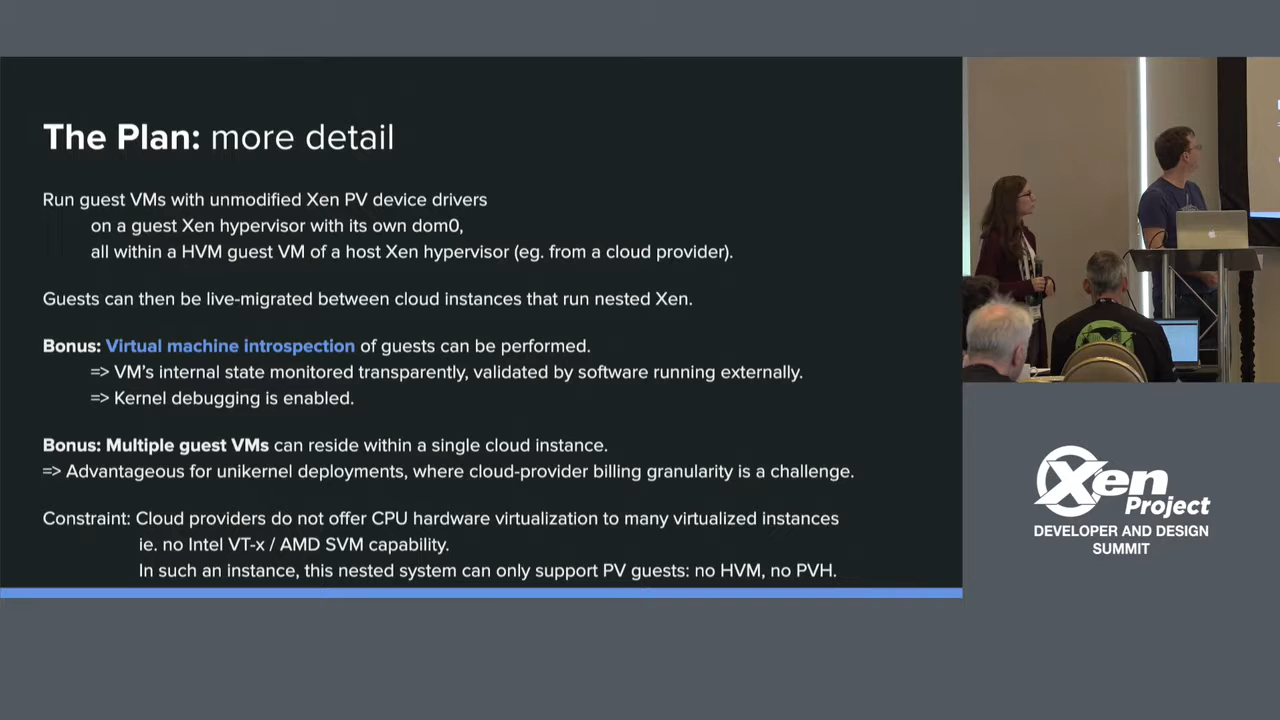 The Plan: more detail
Run guest VMs with unmodified Xen PV device drivers
on a guest Xen hypervisor with its own dom0,
all within a HVM guest VM of a host Xen hypervisor (eg. from a cloud provider).
Guests can then be live-migrated between cloud instances that run nested Xen.
Bonus: Virtual machine introspection of guests can be performed.
=> VM's internal state monitored transparently, validated by software running externally.
=> Kernel debugging is enabled.
Bonus: Multiple guest VMs can reside within a single cloud instance.
=> Advantageous for unikernel deployments, where cloud-provider billing granularity is a challenge.
Constraint: Cloud providers do not offer CPU hardware virtualization to many virtualized instances
ie. no Intel VT-x / AMD SVM capability.
In such an instance, this nested system can only support PV guests: no HVM, no PVH.
Xen
Project
DEVELOPER AND DESIGN
SUMMIT